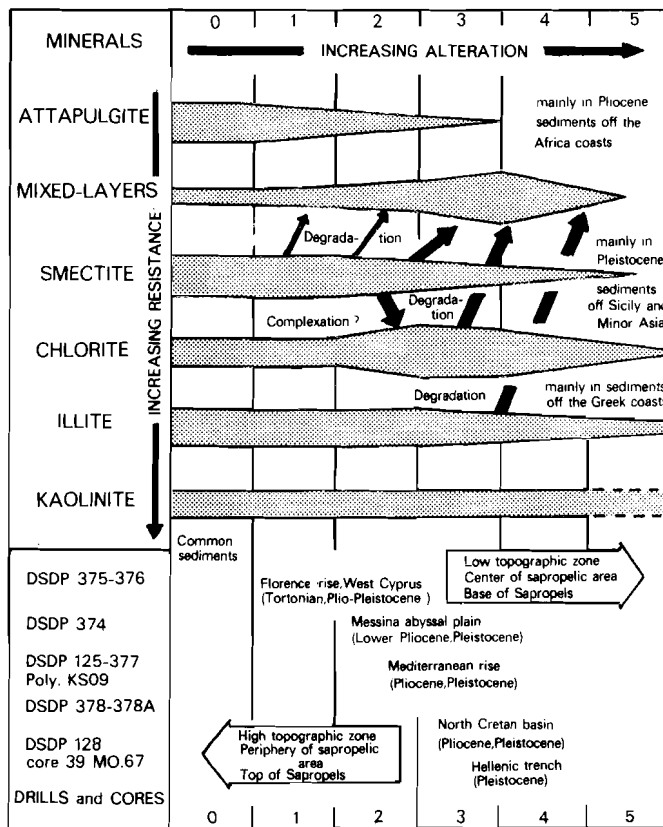 0 1 2 3 4 5
MINERALS
INCREASING ALTERATION
ATTAPULGITE
mainly in Pliocene
sediments off the
Africa coasts
MIXED-LAYERS
Degrada- tion
mainly in
Pleistocene
SMECTITE
sediments
off Sicily and
Minor Asia
Degrada-
tion
Complexation ?
CHLORITE
INCREASING RESISTANCE
Degradation
mainly in sediments
off the Greek coasts
ILLITE
KAOLINITE
Common
sediments
Low topographic zone
Center of sapropelic area
Base of Sapropels
DSDP 375-376
Florence rise, West Cyprus
(Tortonian, Plio-Pleistocene)
DSDP 374
Messina abyssal plain
(Lower Pliocene, Pleistocene)
DSDP 125-377
Poly. KS09
Mediterranean rise
(Pliocene, Pleistocene)
DSDP 378-378A
North Cretan basin
(Pliocene, Pleistocene)
High topographic zone
Periphery of sapropelic
area
Top of Sapropels
DSDP 128
core 39 MO.67
Hellenic trench
(Pleistocene)
DRILLS and CORES
0 1 2 3 4 5